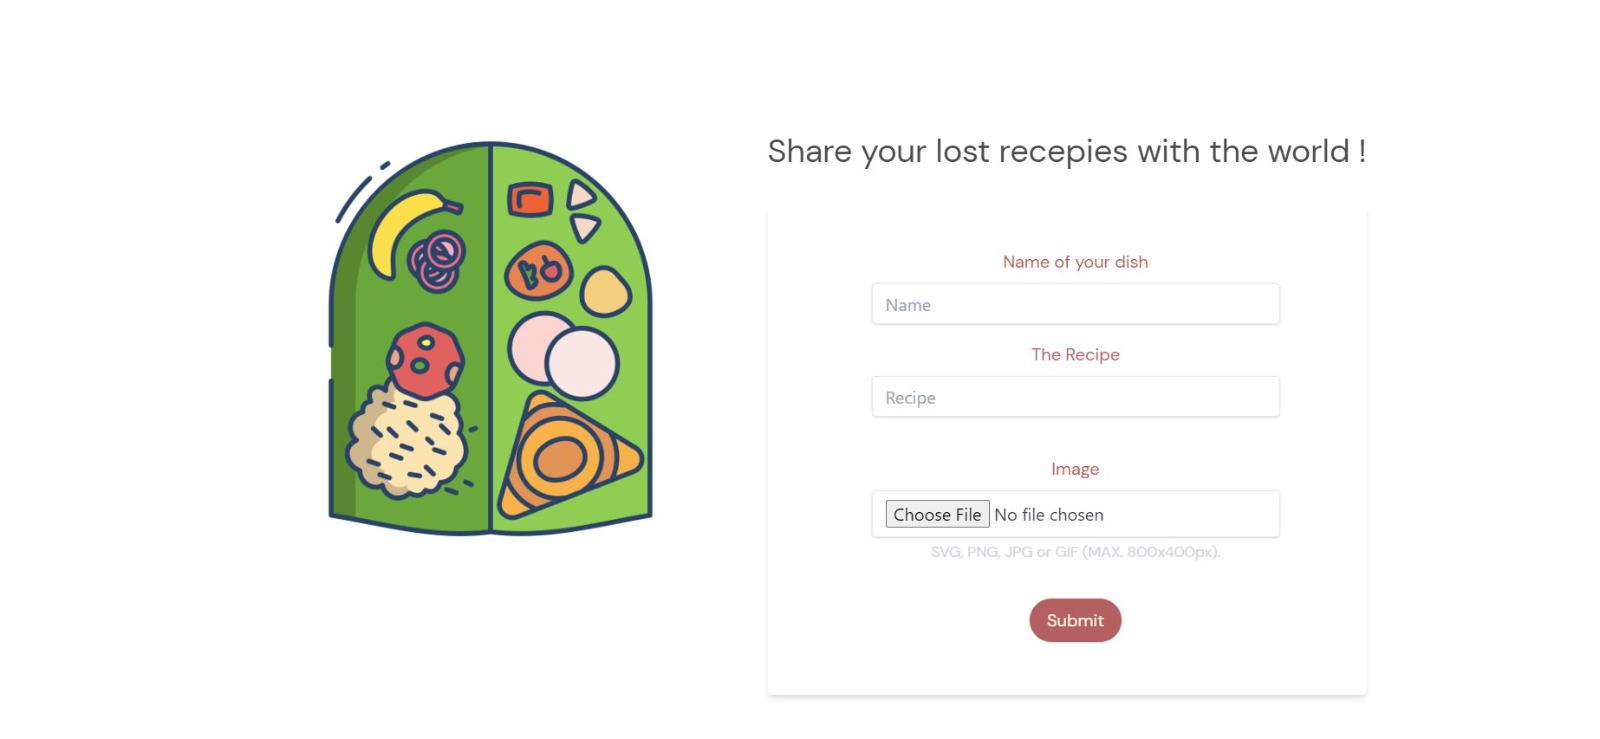 Share your lost recepies with the world !
Name of your dish
Name
The Recipe
Recipe
Image
Choose File No file chosen
SVG, PNG, JPG or GIF (MAX. 800x400px).
Submit